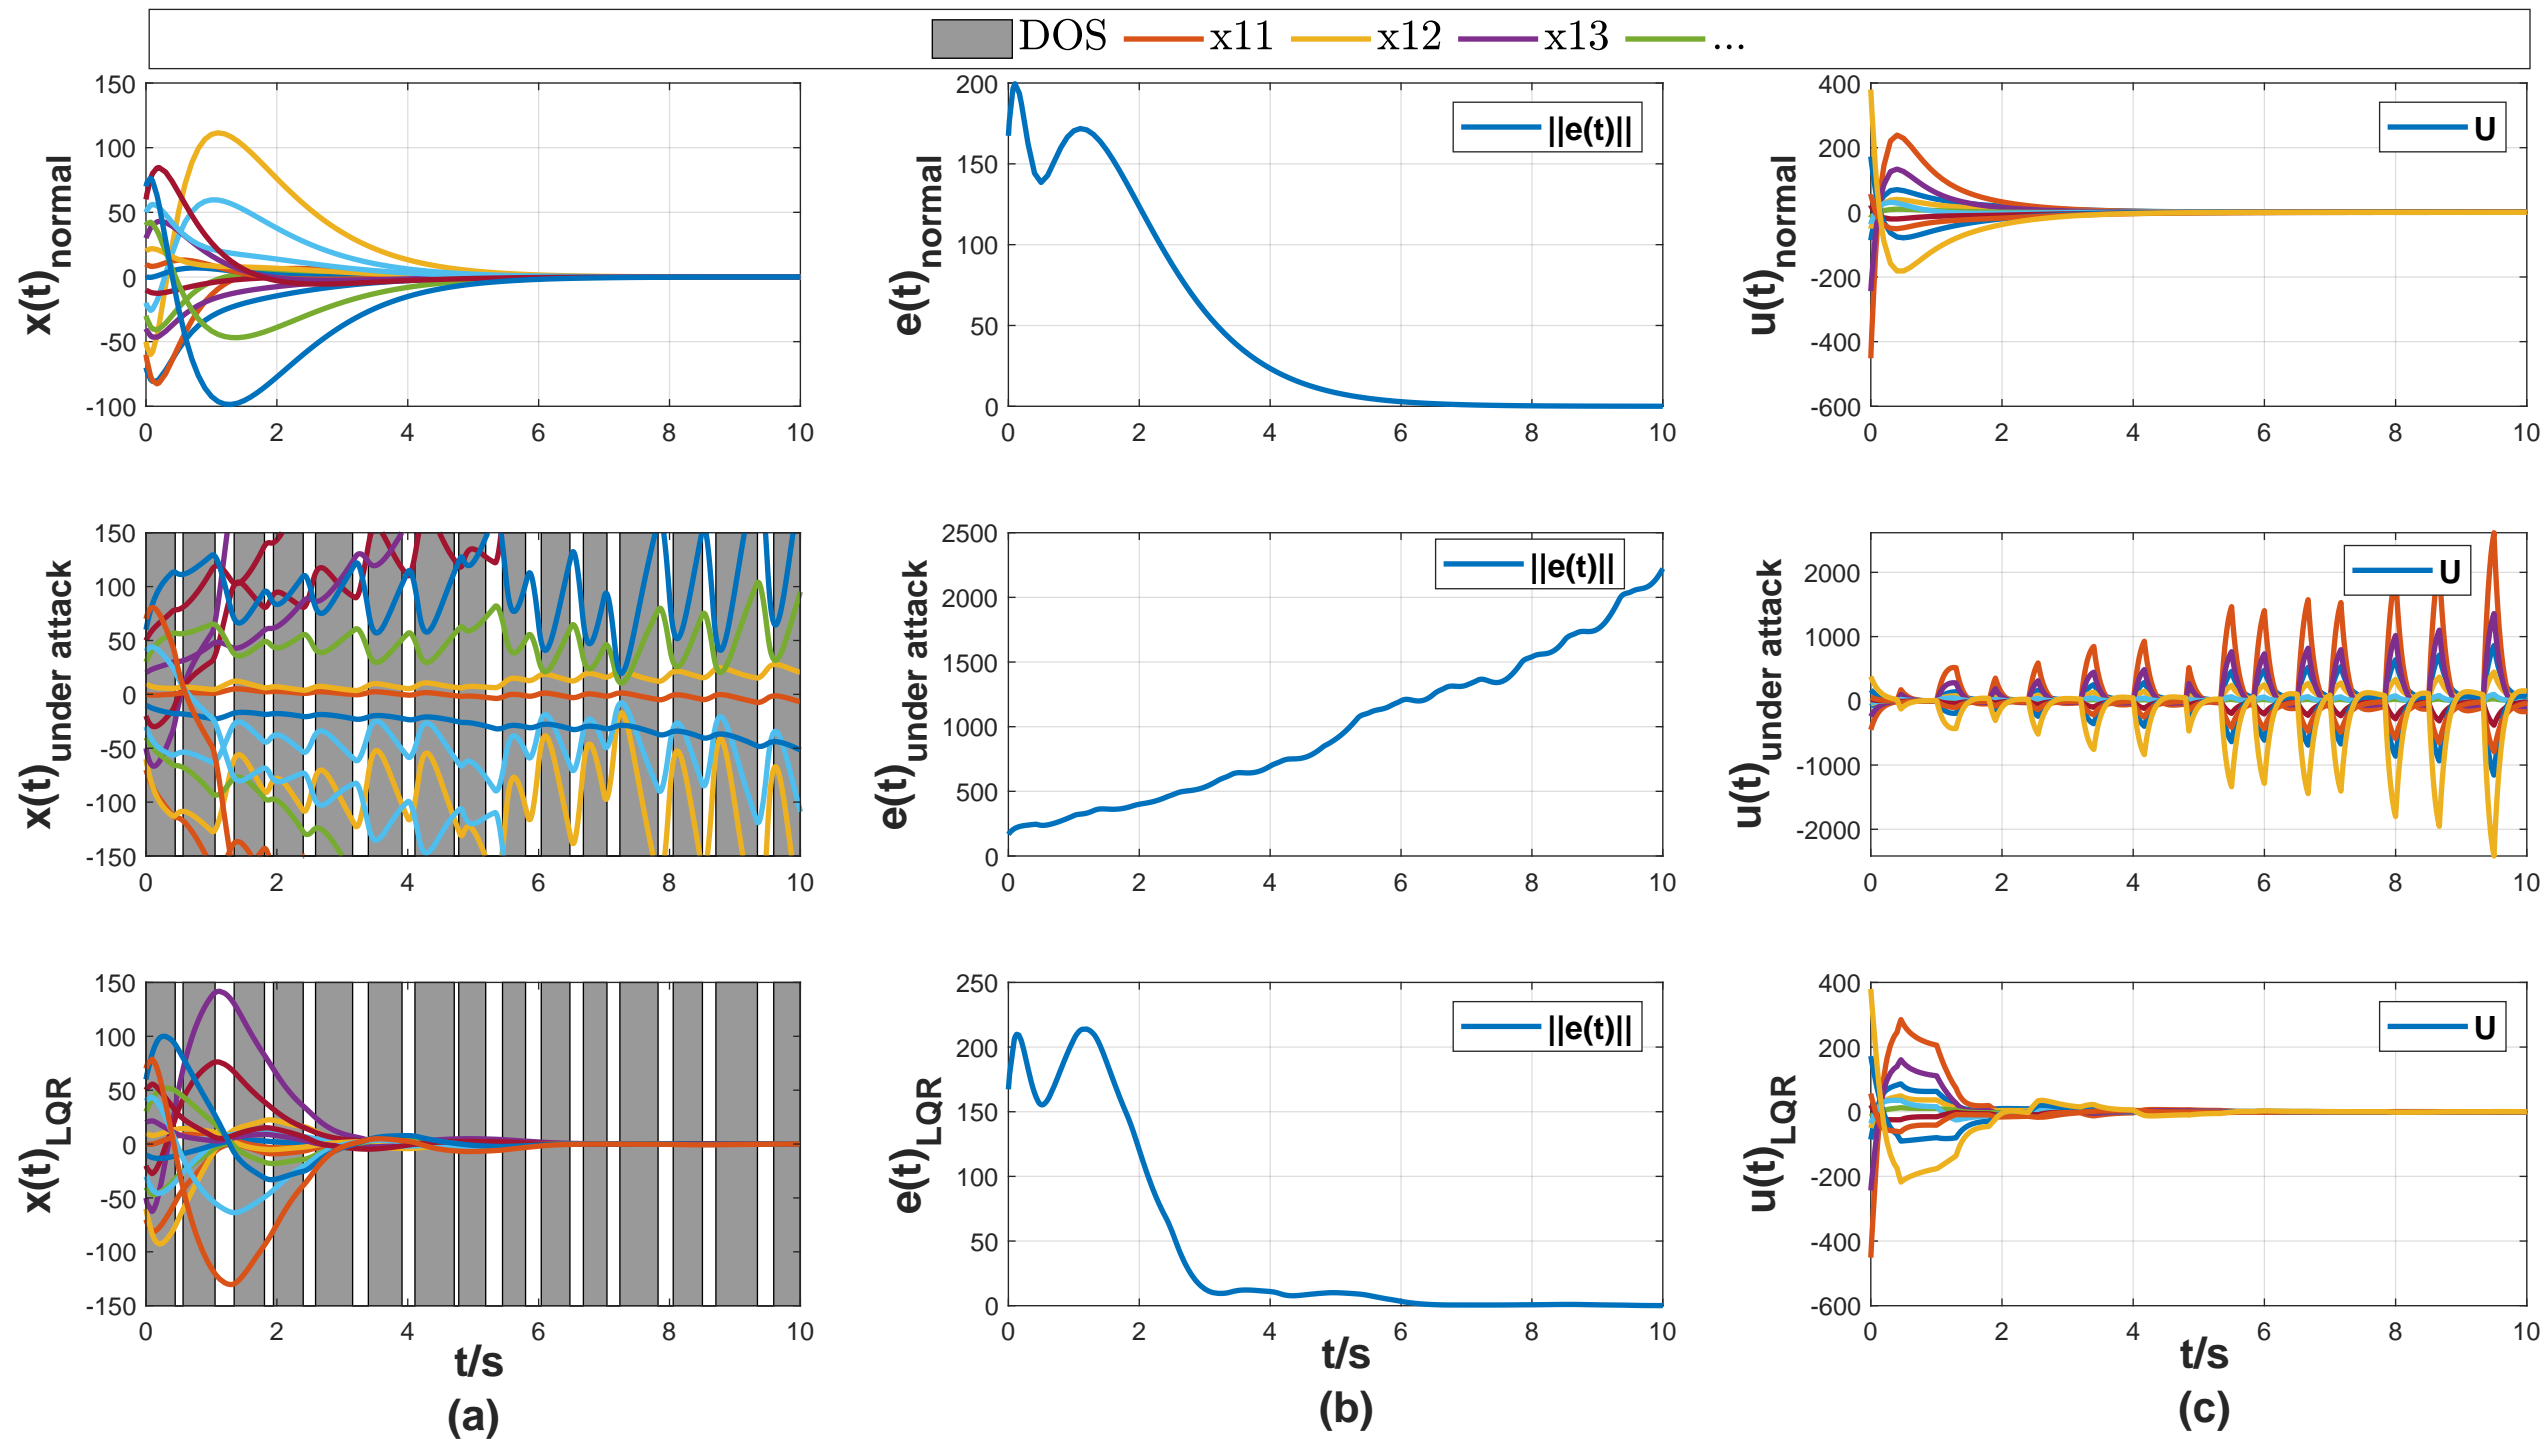 DOS x11 x12 x13 ...
x(t)normal
150
100
50
0
-50
-100
0 2 4 6 8 10
e(t)normal
200
150
100
50
0
||e(t)||
0 2 4 6 8 10
u(t)normal
400
200
0
-200
-400
-600
U
0 2 4 6 8 10
x(t)under attack
150
100
50
0
-50
-100
-150
0 2 4 6 8 10
e(t)under attack
2500
2000
1500
1000
500
0
||e(t)||
0 2 4 6 8 10
u(t)under attack
2000
1000
0
-1000
-2000
U
0 2 4 6 8 10
x(t)LQR
150
100
50
0
-50
-100
-150
0 2 4 6 8 10
t/s
(a)
e(t)LQR
250
200
150
100
50
0
||e(t)||
0 2 4 6 8 10
t/s
(b)
u(t)LQR
400
200
0
-200
-400
-600
U
0 2 4 6 8 10
t/s
(c)